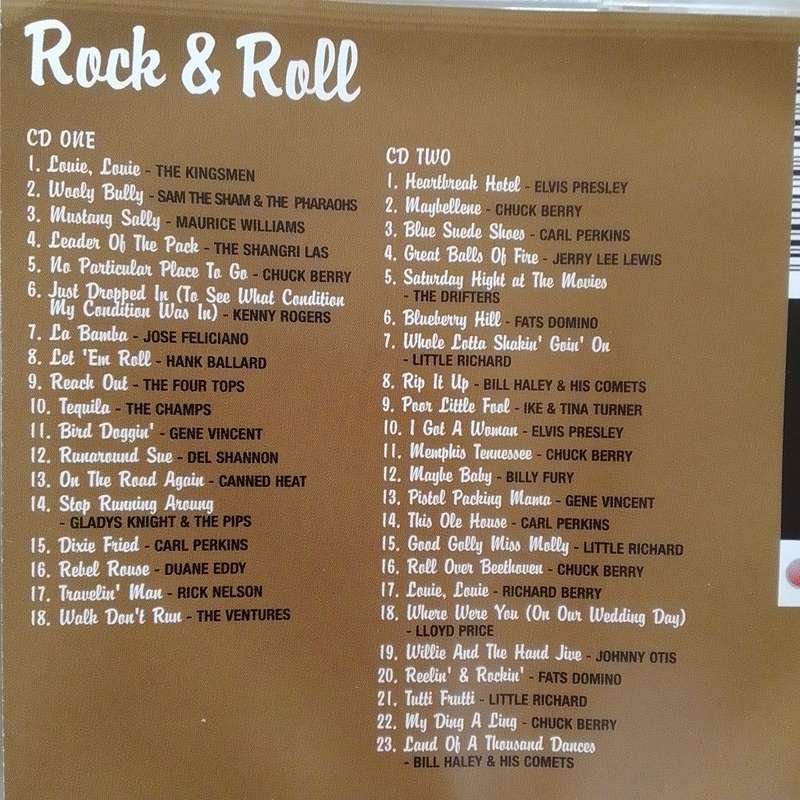 Rock & Roll
CD ONE
1. Louie, Louie - THE KINGSMEN
2. Wooly Bully - SAM THE SHAM & THE PHARAOHS
3. Mustang Sally - MAURICE WILLIAMS
4. Leader Of The Pack - THE SHANGRI LAS
5. No Particular Place To Go - CHUCK BERRY
6. Just Dropped In (To See What Condition
My Condition Was In) - KENNY ROGERS
7. La Bamba - JOSE FELICIANO
8. Let 'Em Roll - HANK BALLARD
9. Reach Out - THE FOUR TOPS
10. Tequila - THE CHAMPS
11. Bird Doggin' - GENE VINCENT
12. Runaround Sue - DEL SHANNON
13. On The Road Again - CANNED HEAT
14. Stop Running Aroung
- GLADYS KNIGHT & THE PIPS
15. Dixie Fried - CARL PERKINS
16. Rebel Rouse - DUANE EDDY
17. Travelin' Man - RICK NELSON
18. Walk Don't Run - THE VENTURES
CD TWO
1. Heartbreak Hotel - ELVIS PRESLEY
2. Maybellene - CHUCK BERRY
3. Blue Suede Shoes - CARL PERKINS
4. Great Balls Of Fire - JERRY LEE LEWIS
5. Saturday Hight at The Movies
- THE DRIFTERS
6. Blueberry Hill - FATS DOMINO
7. Whole Lotta Shakin' Goin' On
- LITTLE RICHARD
8. Rip It Up - BILL HALEY & HIS COMETS
9. Poor Little Fool - IKE & TINA TURNER
10. I Got A Woman - ELVIS PRESLEY
11. Memphis Tennessee - CHUCK BERRY
12. Maybe Baby - BILLY FURY
13. Pistol Packing Mama - GENE VINCENT
14. This Ole House - CARL PERKINS
15. Good Golly Miss Molly - LITTLE RICHARD
16. Roll Over Beethoven - CHUCK BERRY
17. Louie, Louie - RICHARD BERRY
18. Where Were You (On Our Wedding Day)
- LLOYD PRICE
19. Willie And The Hand Jive - JOHNNY OTIS
20. Reelin' & Rockin' - FATS DOMINO
21. Tutti Frutti - LITTLE RICHARD
22. My Ding A Ling - CHUCK BERRY
23. Land Of A Thousand Dances
- BILL HALEY & HIS COMETS